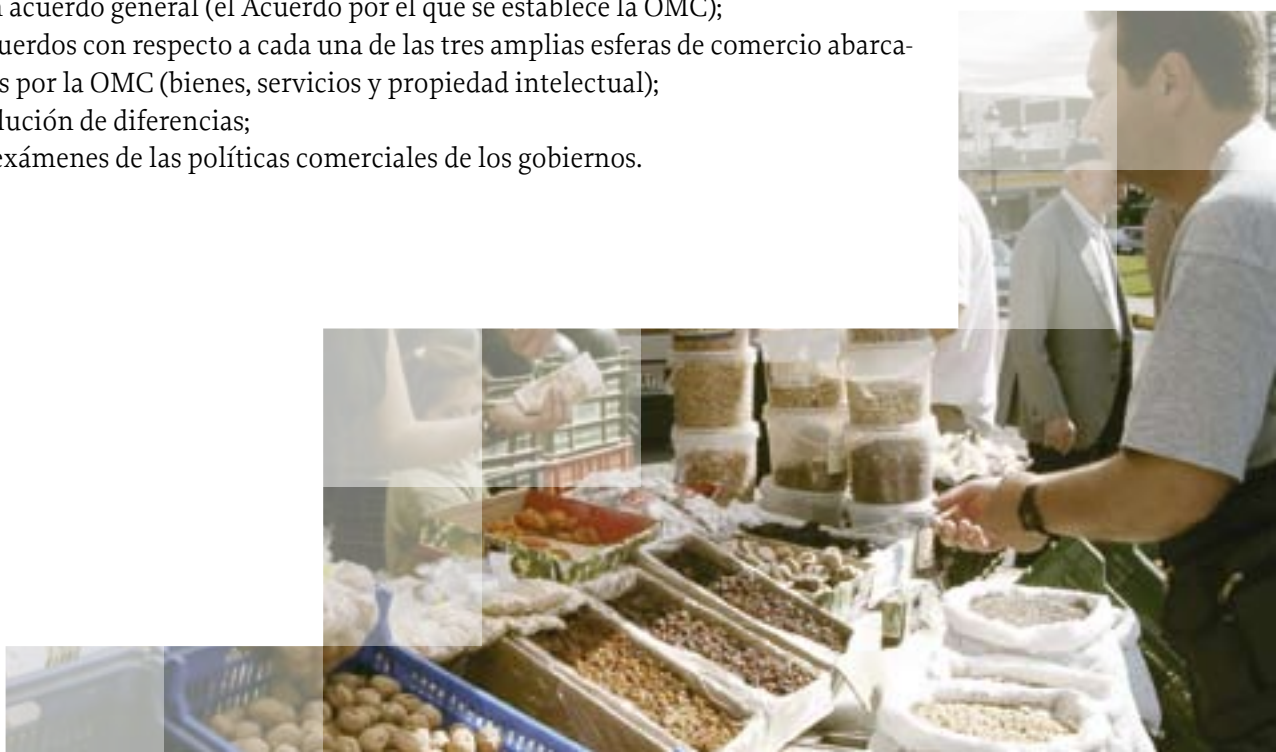 acuerdo general (el Acuerdo por el que se establece la OMC);
con respecto a cada una de las tres amplias esferas de comercio abarca-
por la OMC (bienes, servicios y propiedad intelectual);
de diferencias;
exámenes de las políticas comerciales de los gobiernos.